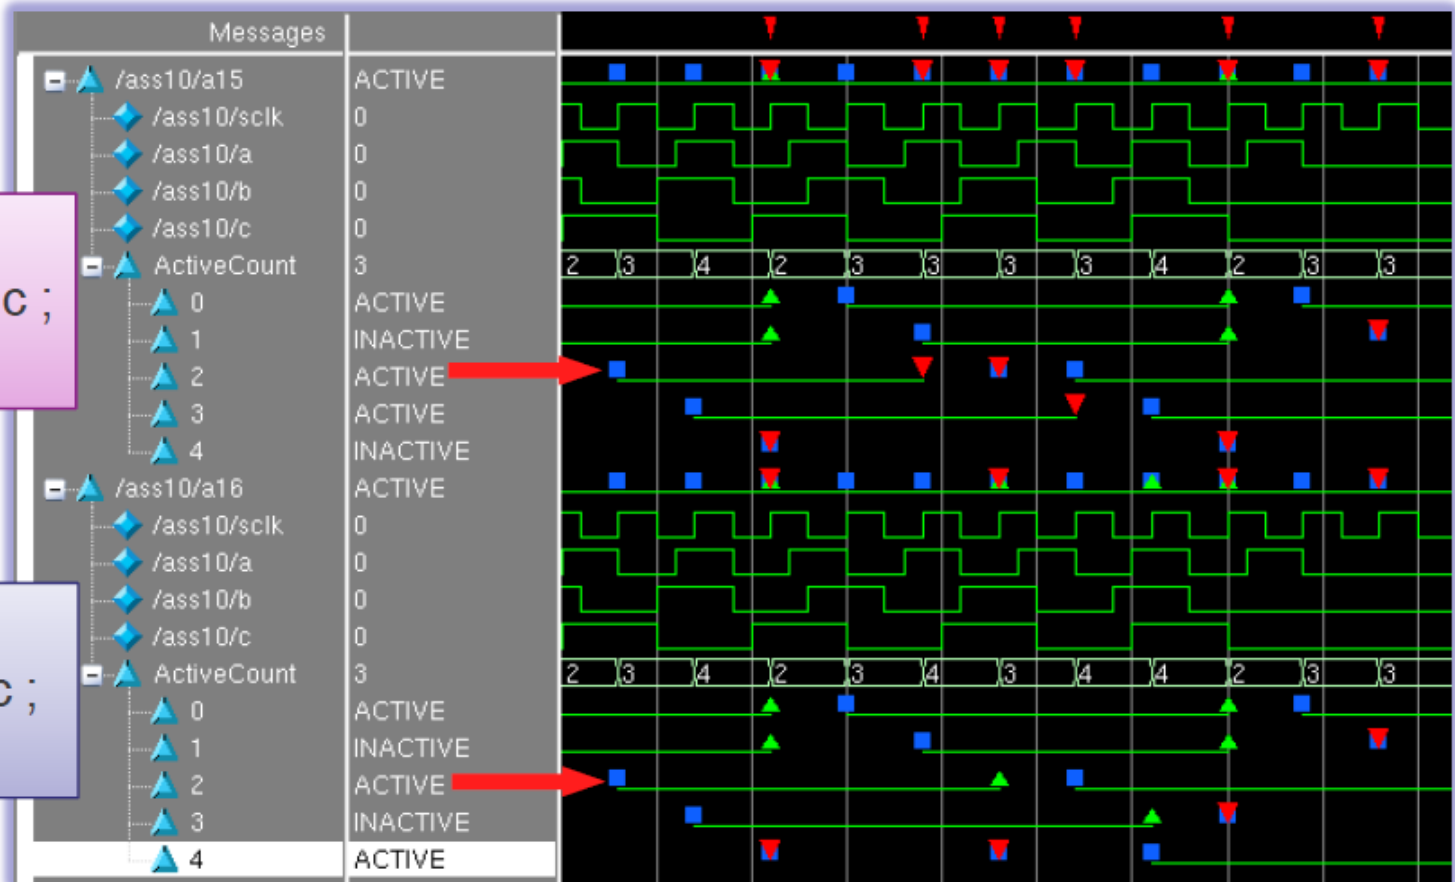 Messages
/ass10/a15 ACTIVE
/ass10/sclk 0
/ass10/a 0
/ass10/b 0
/ass10/c 0
ActiveCount 3 2 3 4 2 3 3 3 3 4 2 3 3
0 ACTIVE
c ;
1 INACTIVE
2 ACTIVE
3 ACTIVE
4 INACTIVE
/ass10/a16 ACTIVE
/ass10/sclk 0
/ass10/a 0
/ass10/b 0
/ass10/c 0
ActiveCount 3 2 3 4 2 3 4 3 4 4 2 3 3
c ;
0 ACTIVE
1 INACTIVE
2 ACTIVE
3 INACTIVE
4 ACTIVE